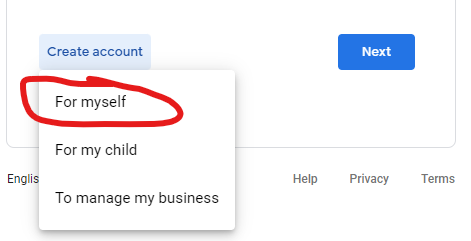 Create account
Next
For myself
For my child
To manage my business
Englis
Help
Privacy
Terms